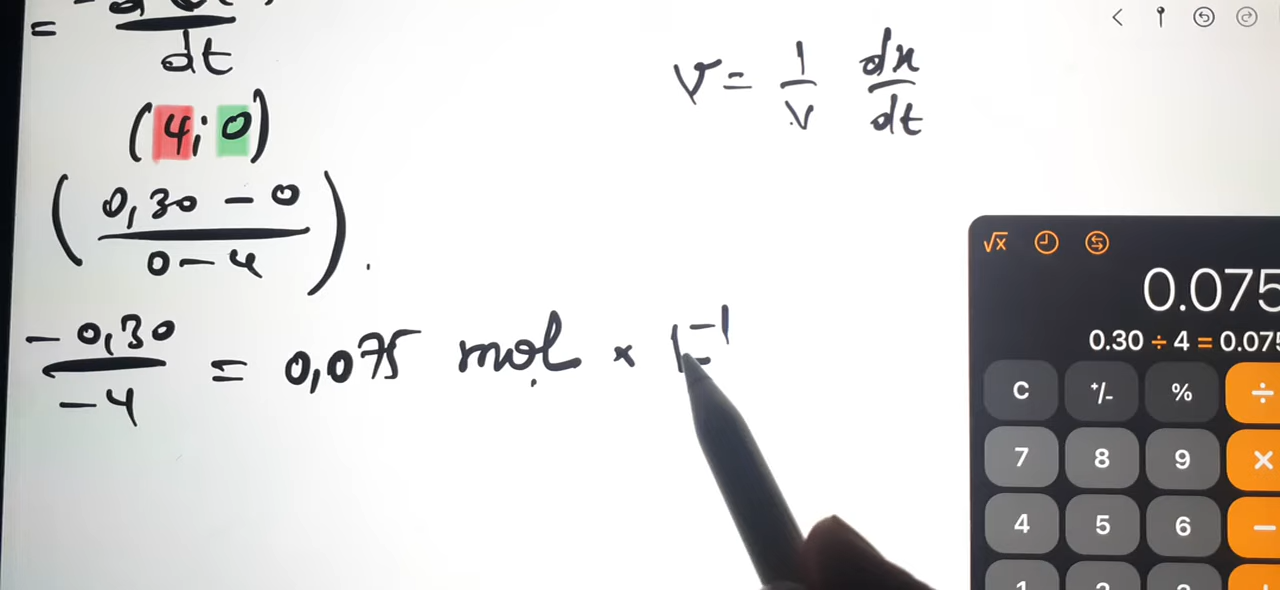 = dt
(4; 0)
(0,30 - 0 / 0 - 4).
-0,30 / -4 = 0,075 mol × L⁻¹
v = 1/V dx/dt
√x
0.075
0.30 ÷ 4 = 0.075
C +/- % ÷
7 8 9 ×
4 5 6 −